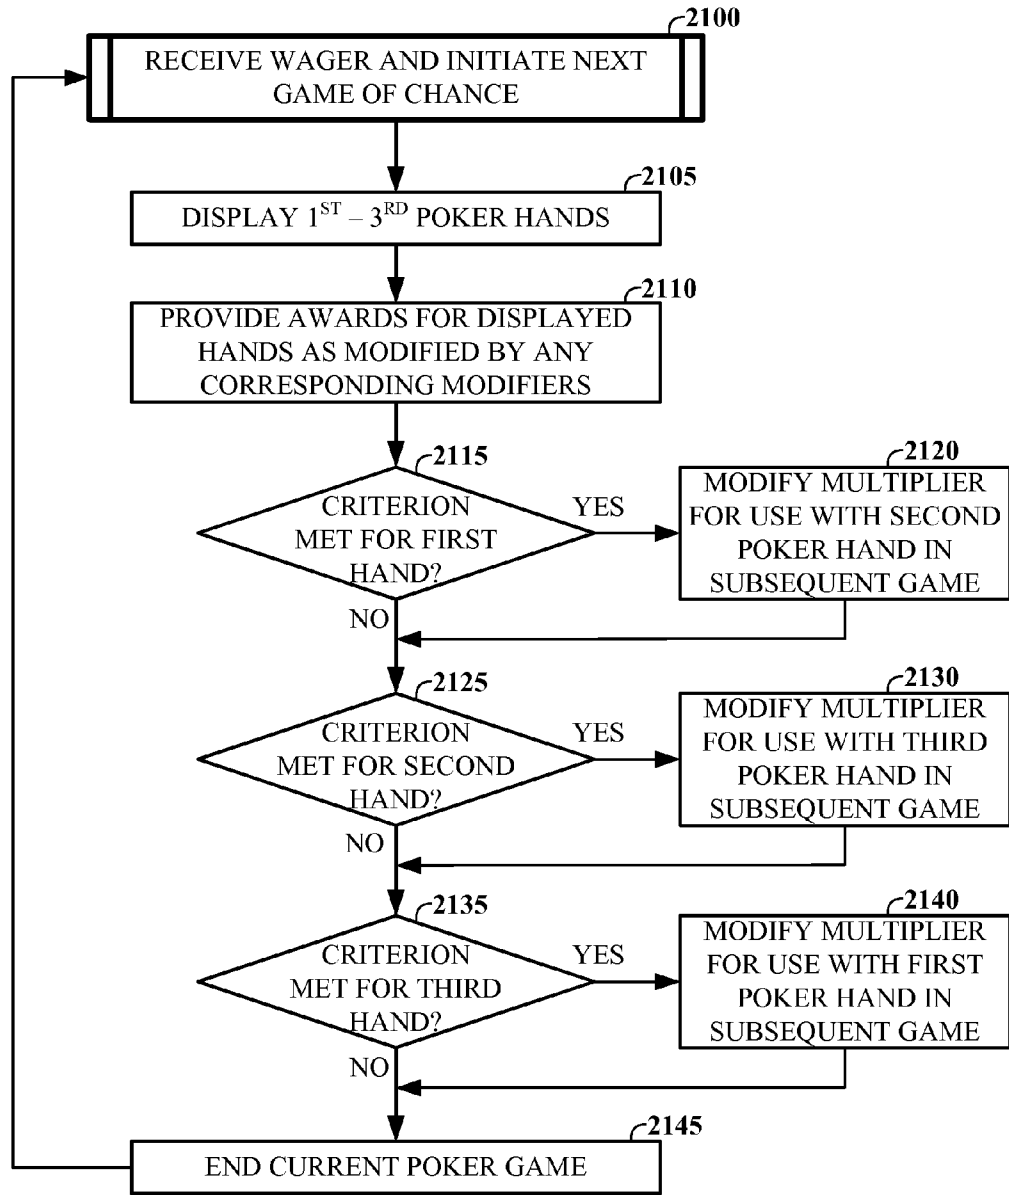 2100
RECEIVE WAGER AND INITIATE NEXT
GAME OF CHANCE
2105
DISPLAY 1ST – 3RD POKER HANDS
2110
PROVIDE AWARDS FOR DISPLAYED
HANDS AS MODIFIED BY ANY
CORRESPONDING MODIFIERS
2115
CRITERION
MET FOR FIRST
HAND?
YES
NO
2120
MODIFY MULTIPLIER
FOR USE WITH SECOND
POKER HAND IN
SUBSEQUENT GAME
2125
CRITERION
MET FOR SECOND
HAND?
YES
NO
2130
MODIFY MULTIPLIER
FOR USE WITH THIRD
POKER HAND IN
SUBSEQUENT GAME
2135
CRITERION
MET FOR THIRD
HAND?
YES
NO
2140
MODIFY MULTIPLIER
FOR USE WITH FIRST
POKER HAND IN
SUBSEQUENT GAME
2145
END CURRENT POKER GAME